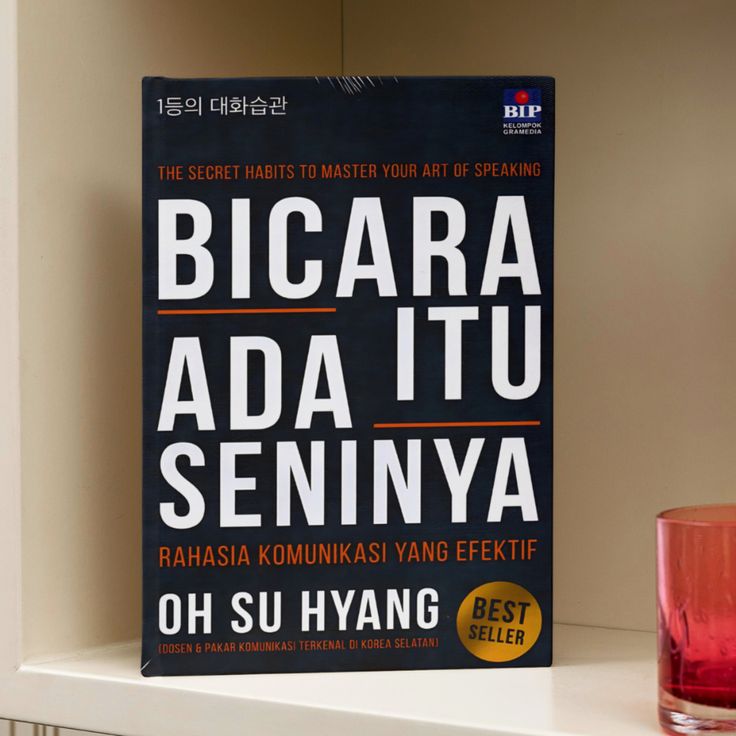 1등의 대화습관
BIP
KELOMPOK
GRAMEDIA
THE SECRET HABITS TO MASTER YOUR ART OF SPEAKING
BICARA
ITU
ADA
SENINYA
RAHASIA KOMUNIKASI YANG EFEKTIF
OH SU HYANG
(DOSEN & PAKAR KOMUNIKASI TERKENAL DI KOREA SELATAN)
BEST
SELLER